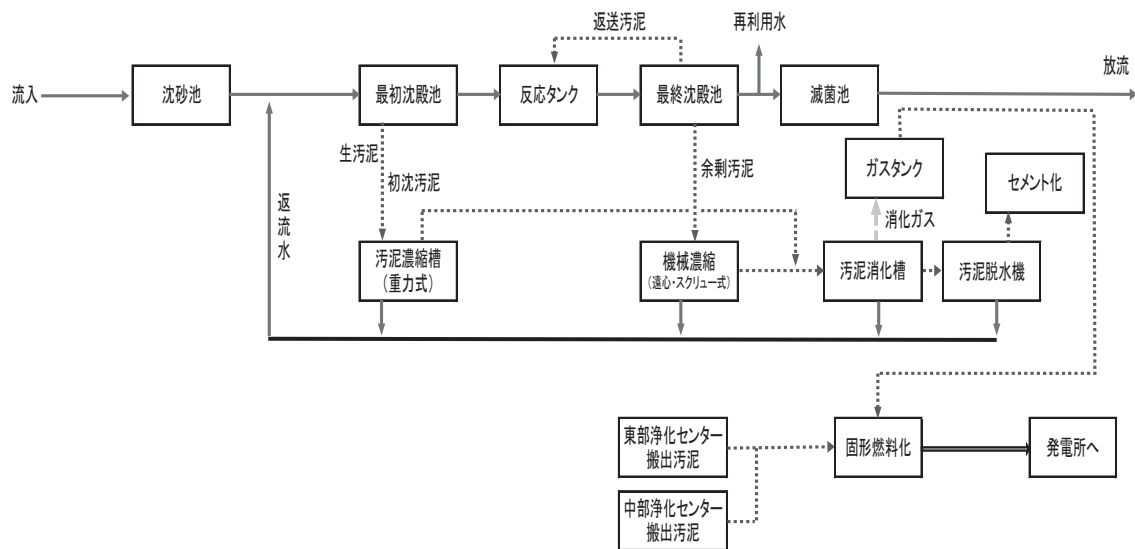 返送汚泥
再利用水
放流
流入
沈砂池
最初沈殿池
反応タンク
最終沈殿池
滅菌池
生汚泥
初沈汚泥
余剰汚泥
ガスタンク
セメント化
消化ガス
返流水
汚泥濃縮槽
(重力式)
機械濃縮
(遠心・スクリュー式)
汚泥消化槽
汚泥脱水機
東部浄化センター
搬出汚泥
固形燃料化
発電所へ
中部浄化センター
搬出汚泥